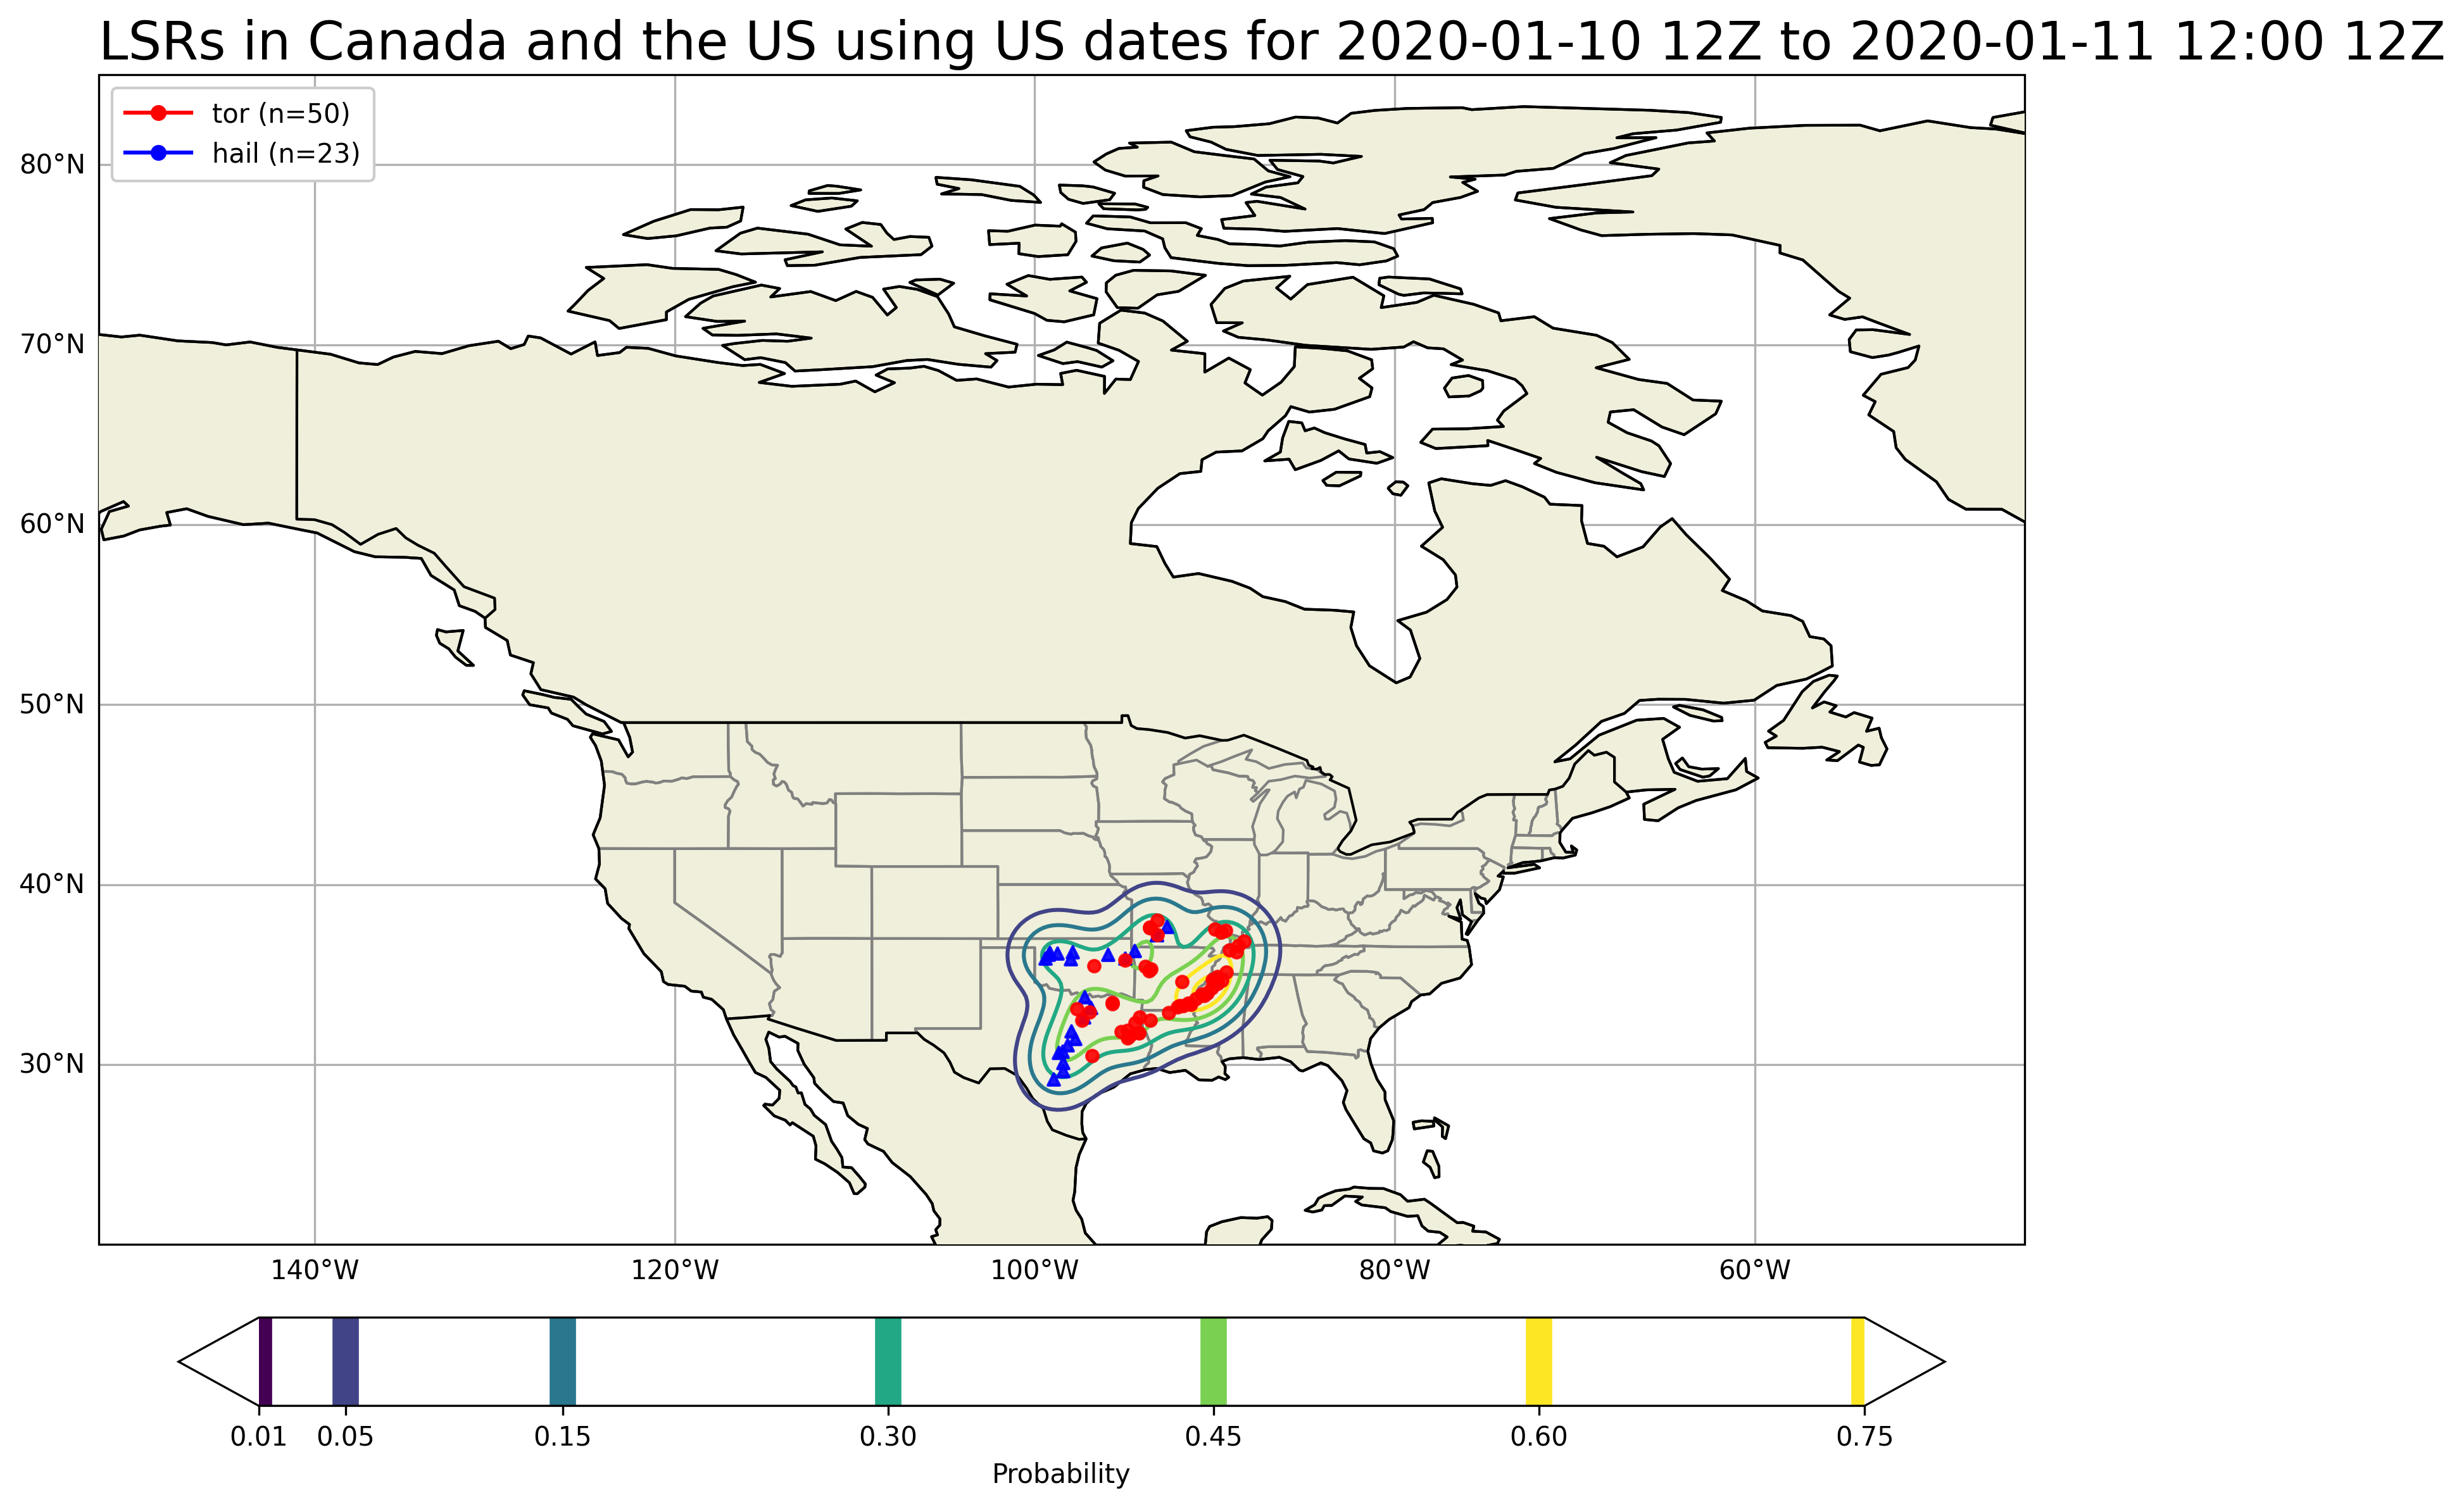 LSRs in Canada and the US using US dates for 2020-01-10 12Z to 2020-01-11 12:00 12Z
tor (n=50)
hail (n=23)
80°N
70°N
60°N
50°N
40°N
30°N
140°W 120°W 100°W 80°W 60°W
0.01 0.05 0.15 0.30 0.45 0.60 0.75
Probability